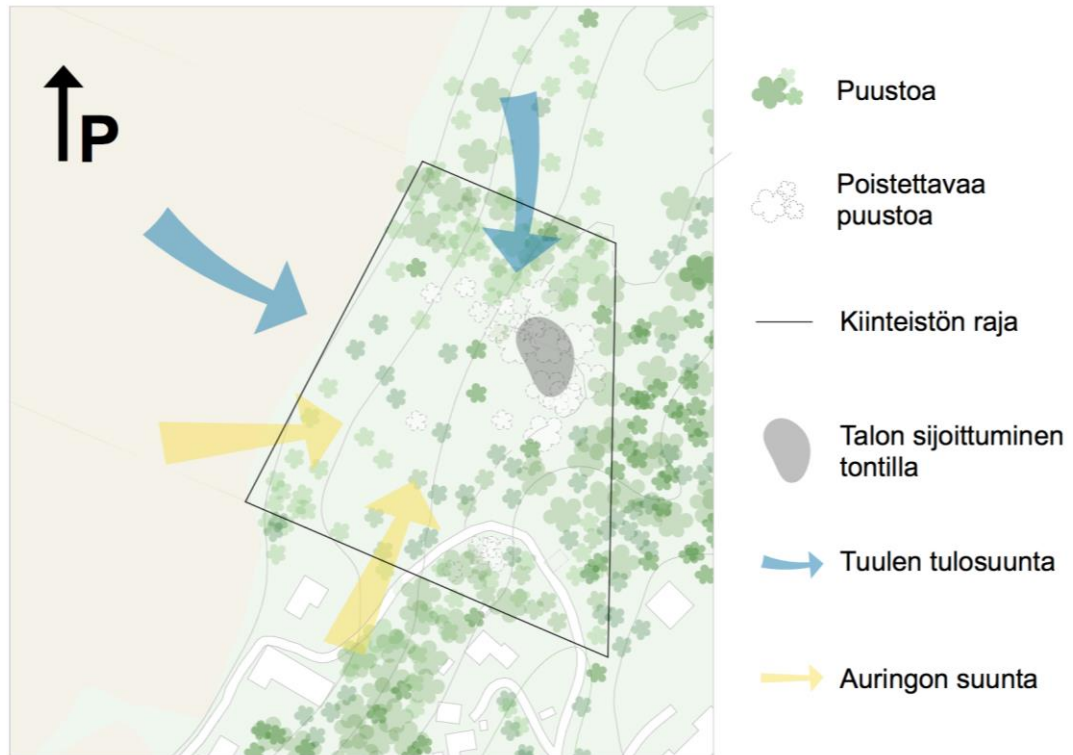 P
Puustoa
Poistettavaa
puustoa
Kiinteistön raja
Talon sijoittuminen
tontilla
Tuulen tulosuunta
Auringon suunta